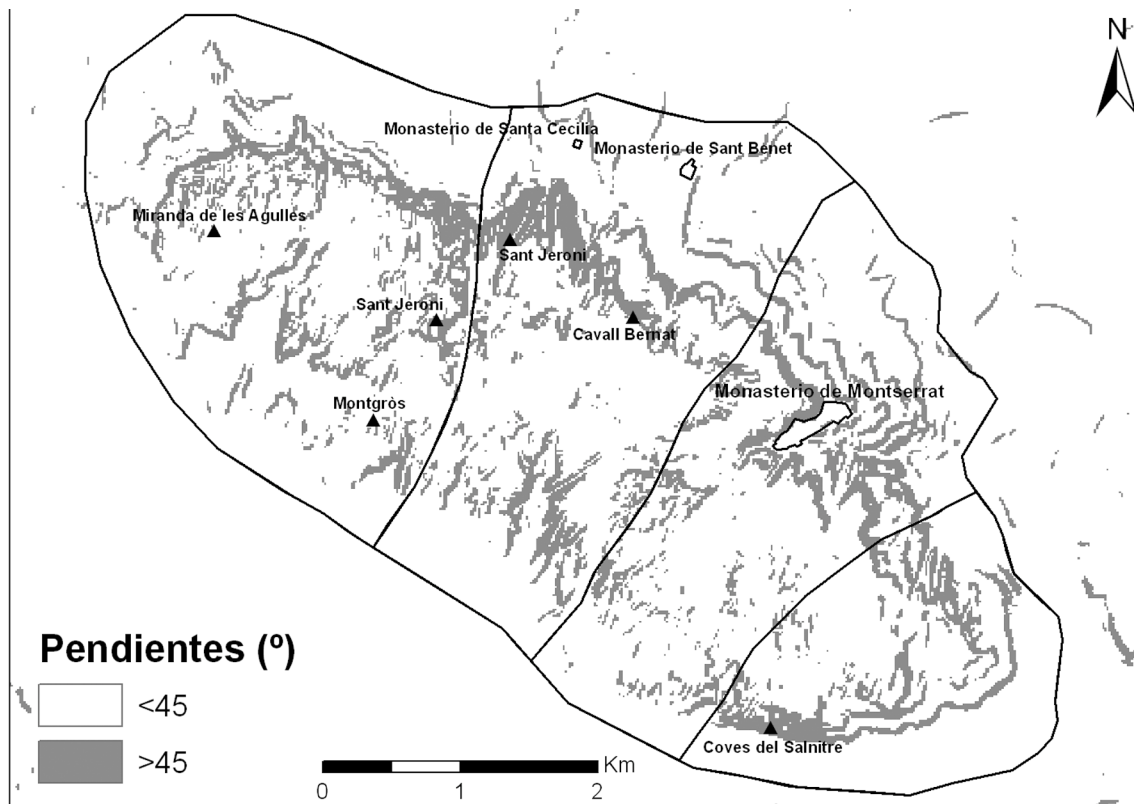 N
Monasterio de Santa Cecilia
Monasterio de Sant Benet
Miranda de les Agulles
Sant Jeroni
Sant Jeroni
Cavall Bernat
Monasterio de Montserrat
Montgròs
Coves del Salnitre
Pendientes (º)
<45
>45
Km
0 1 2